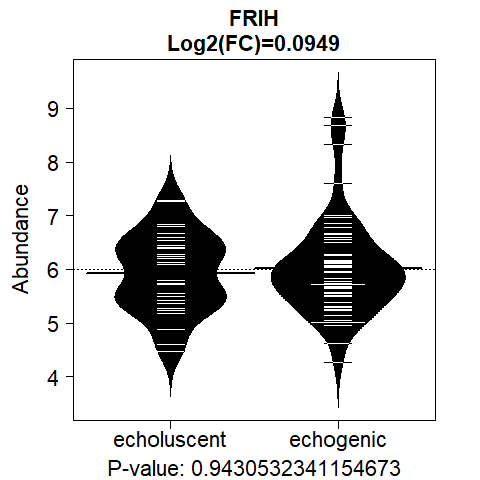 FRIH
Log2(FC)=0.0949
Abundance
9
8
7
6
5
4
echoluscent echogenic
P-value: 0.9430532341154673